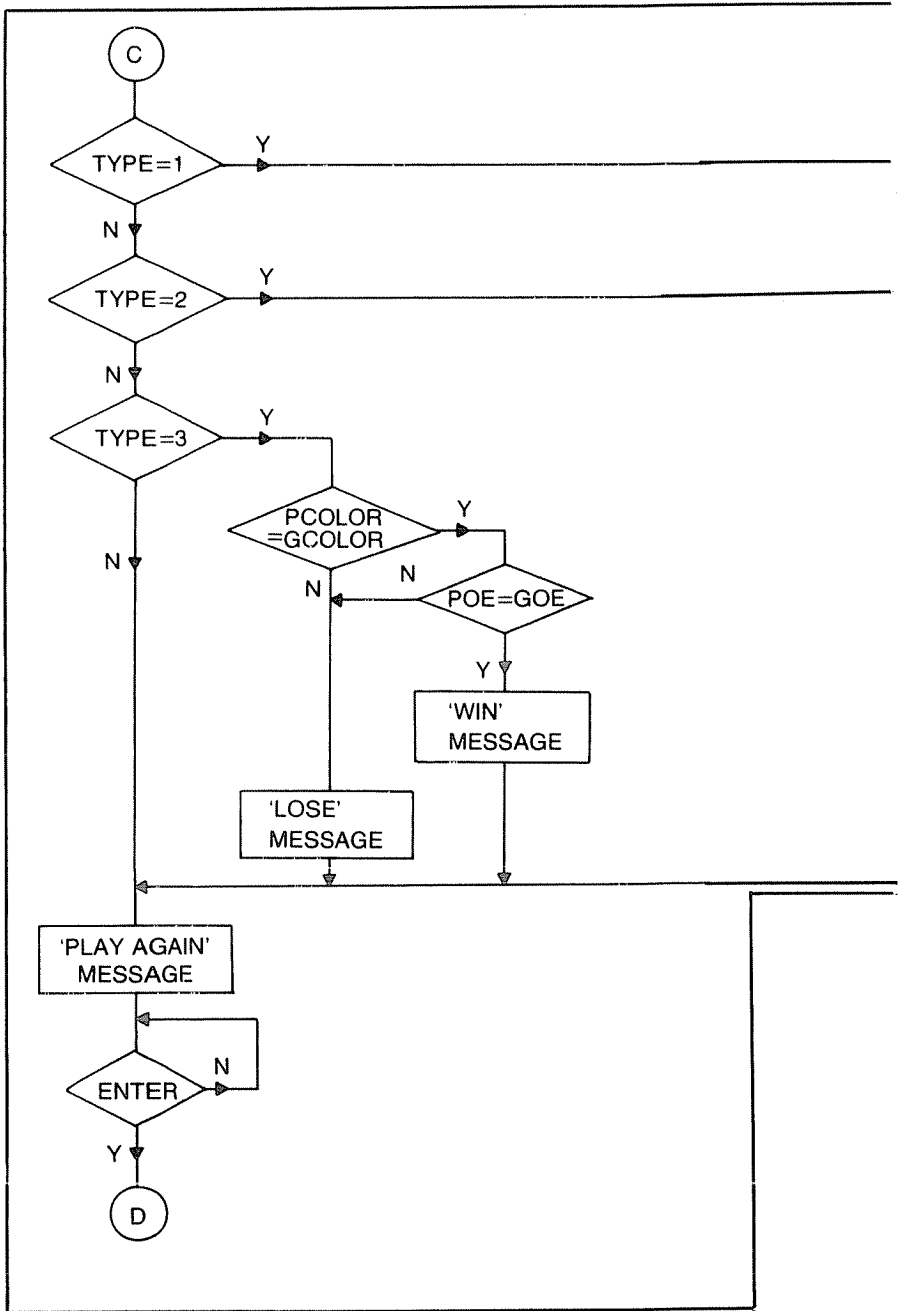 C
TYPE=1
Y
N
TYPE=2
Y
N
TYPE=3
Y
N
PCOLOR
=GCOLOR
Y
N
POE=GOE
N
Y
'WIN'
MESSAGE
'LOSE'
MESSAGE
'PLAY AGAIN'
MESSAGE
ENTER
N
Y
D